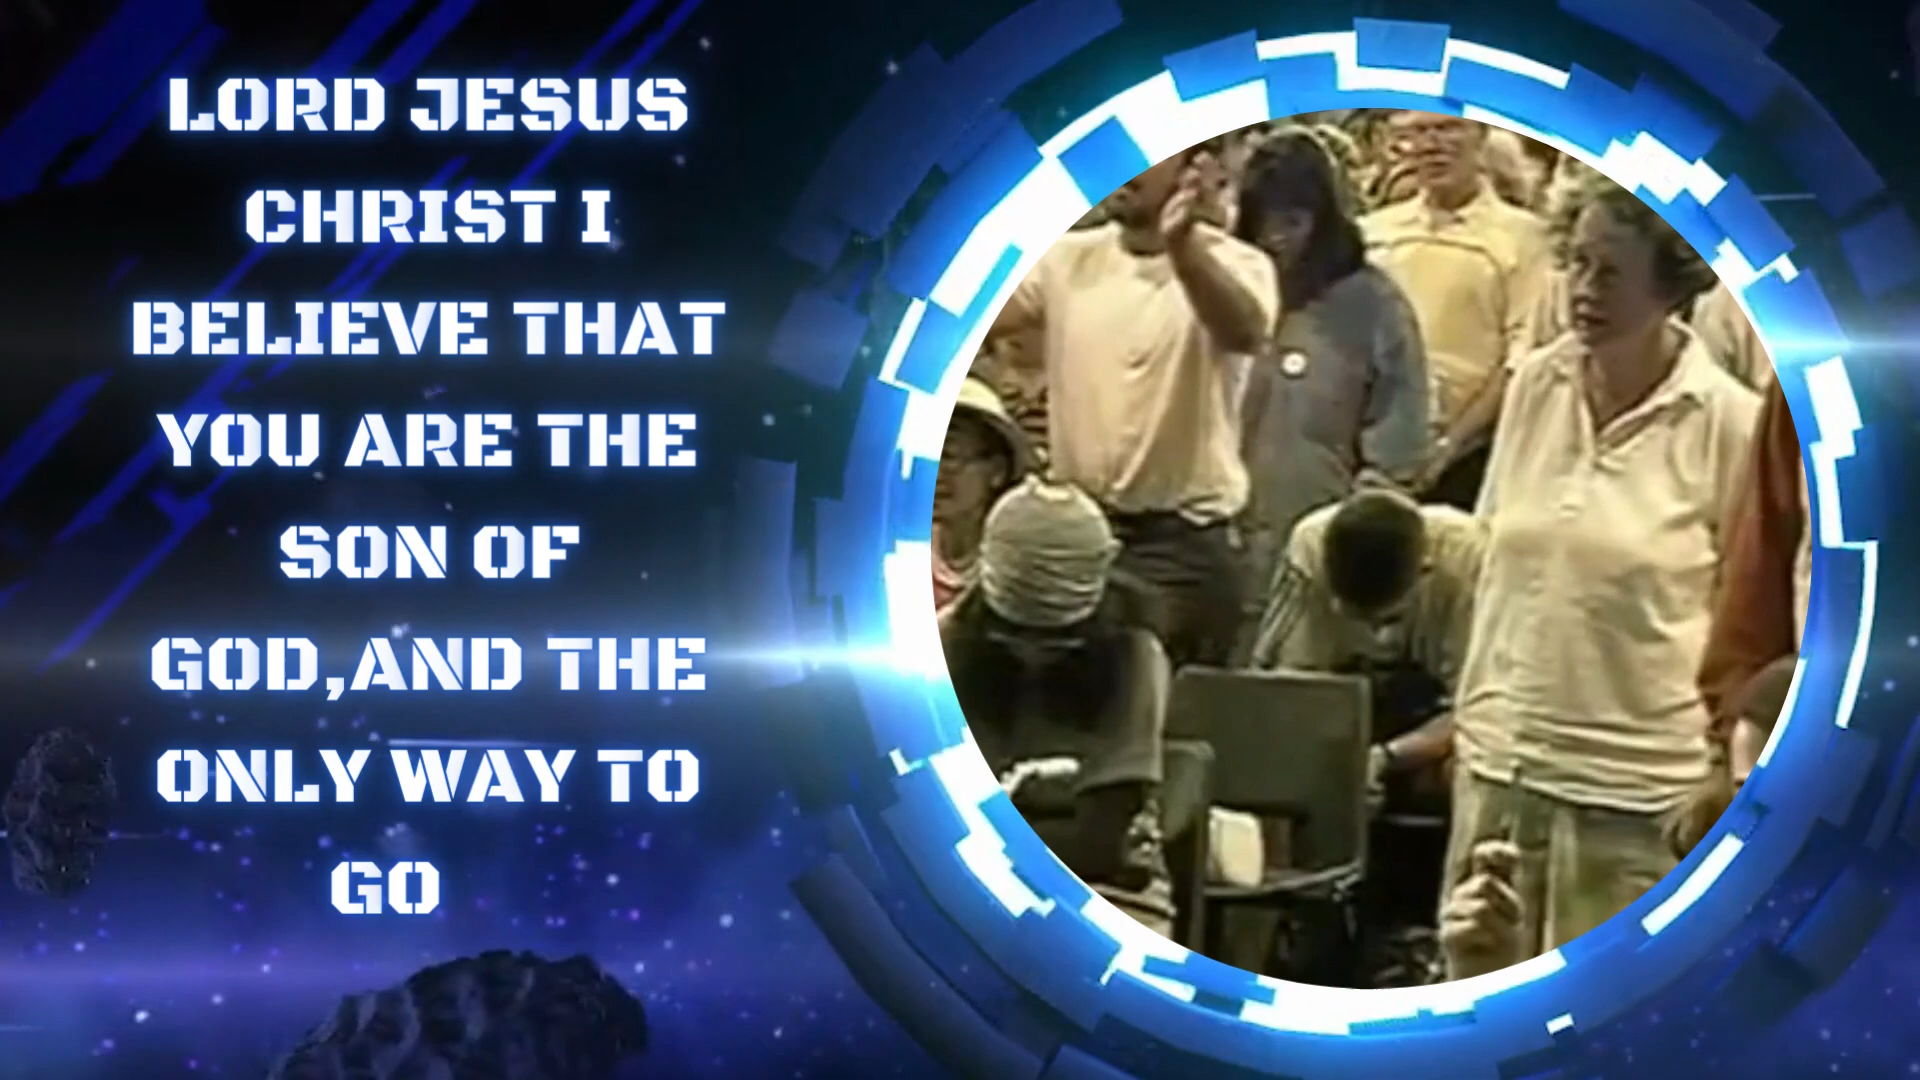 LORD JESUS
CHRIST I
BELIEVE THAT
YOU ARE THE
SON OF
GOD,AND THE
ONLY WAY TO
GO